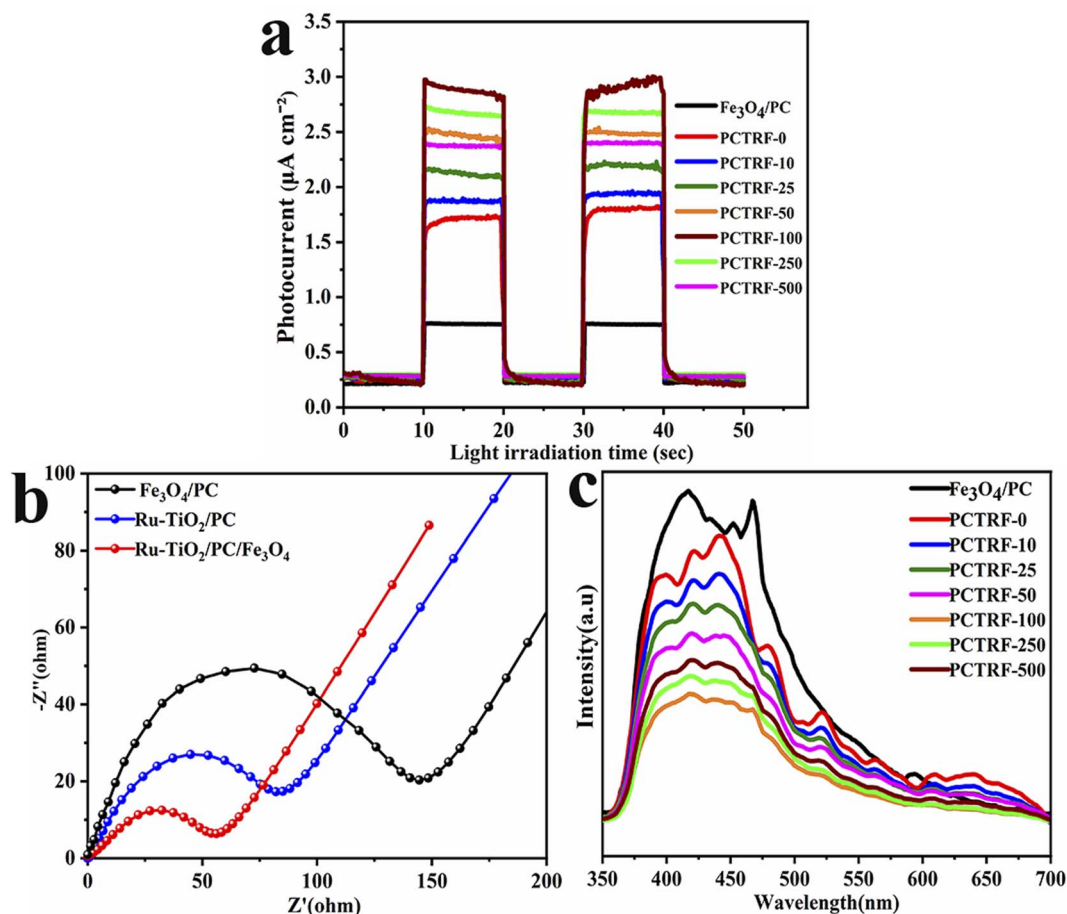 a
3.5
3.0
2.5
2.0
1.5
1.0
0.5
0.0
Photocurrent (µA cm⁻²)
Fe₃O₄/PC
PCTRF-0
PCTRF-10
PCTRF-25
PCTRF-50
PCTRF-100
PCTRF-250
PCTRF-500
0 10 20 30 40 50
Light irradiation time (sec)
b
100
80
60
40
20
0
-Z''(ohm)
Fe₃O₄/PC
Ru-TiO₂/PC
Ru-TiO₂/PC/Fe₃O₄
0 50 100 150 200
Z'(ohm)
c
Intensity(a.u)
Fe₃O₄/PC
PCTRF-0
PCTRF-10
PCTRF-25
PCTRF-50
PCTRF-100
PCTRF-250
PCTRF-500
350 400 450 500 550 600 650 700
Wavelength(nm)